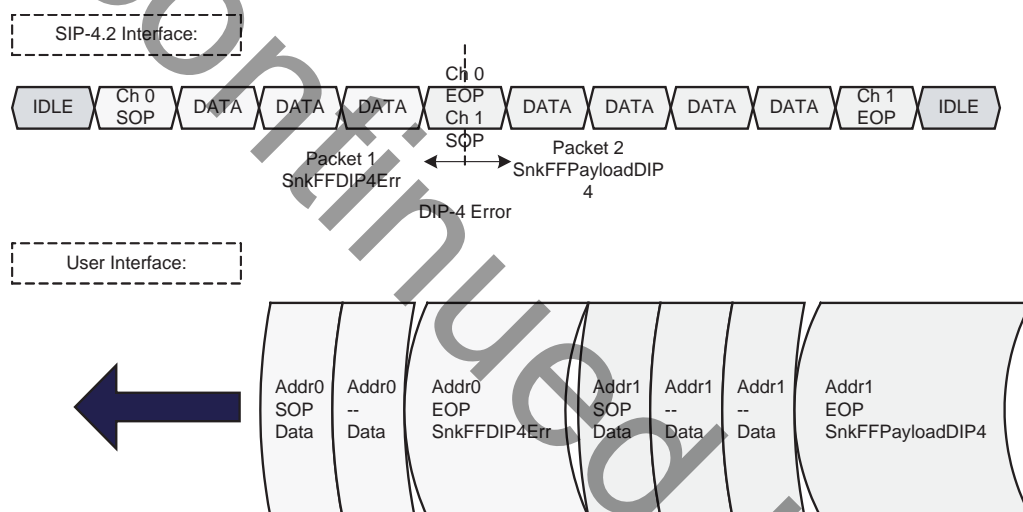 SIP-4.2 Interface:
IDLE
Ch 0
SOP
DATA
DATA
DATA
Ch 0
EOP
Ch 1
SOP
DATA
DATA
DATA
DATA
Ch 1
EOP
IDLE
Packet 1
SnkFFDIP4Err
Packet 2
SnkFFPayloadDIP
4
DIP-4 Error
User Interface:
Addr0
SOP
Data
Addr0
--
Data
Addr0
EOP
SnkFFDIP4Err
Addr1
SOP
Data
Addr1
--
Data
Addr1
--
Data
Addr1
EOP
SnkFFPayloadDIP4